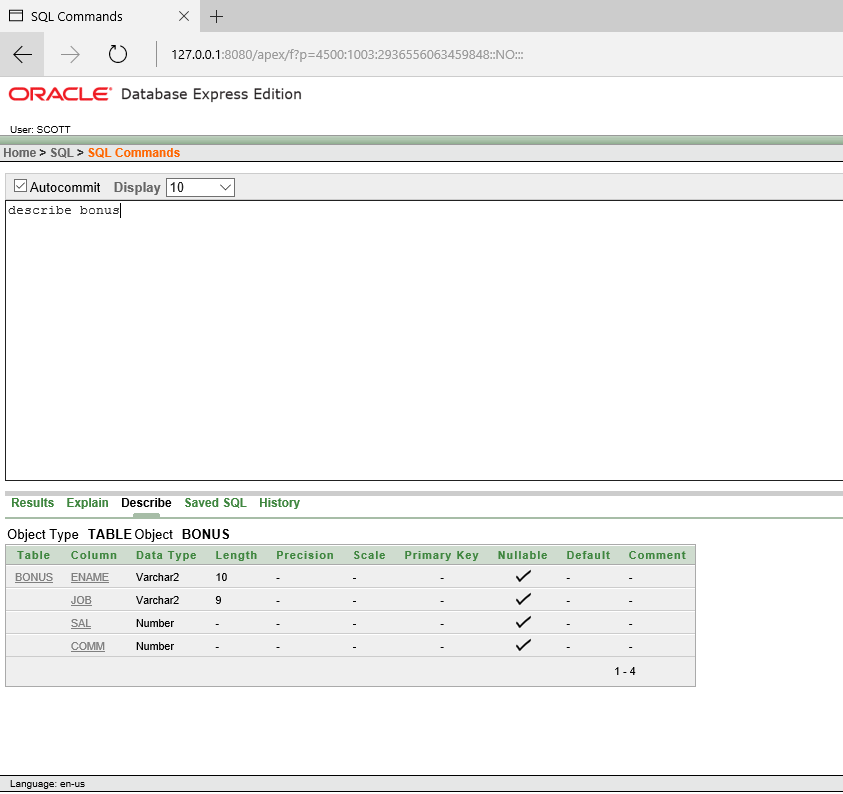 SQL Commands
127.0.0.1:8080/apex/f?p=4500:1003:2936556063459848::NO:::
ORACLE® Database Express Edition
User: SCOTT
Home > SQL > SQL Commands
Autocommit Display 10
describe bonus
Results Explain Describe Saved SQL History
Object Type TABLE Object BONUS
Table Column Data Type Length Precision Scale Primary Key Nullable Default Comment
BONUS ENAME Varchar2 10 - - - ✓ - -
JOB Varchar2 9 - - - ✓ - -
SAL Number - - - - ✓ - -
COMM Number - - - - ✓ - -
1 - 4
Language: en-us